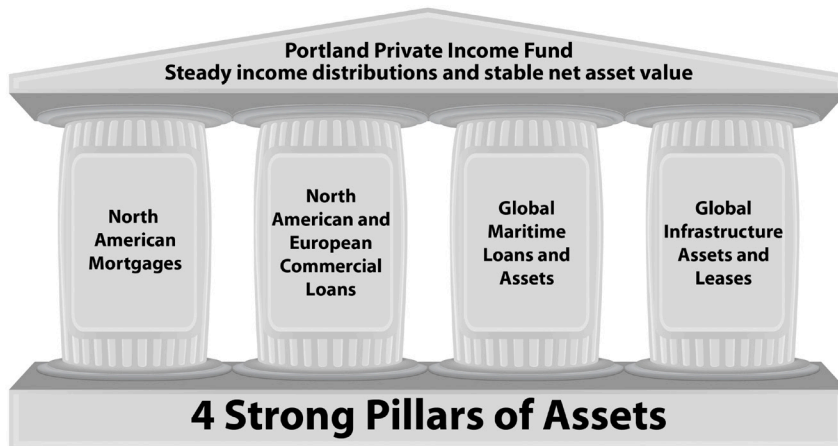 Portland Private Income Fund
Steady income distributions and stable net asset value
North
American
Mortgages
North
American and
European
Commercial
Loans
Global
Maritime
Loans and
Assets
Global
Infrastructure
Assets and
Leases
4 Strong Pillars of Assets